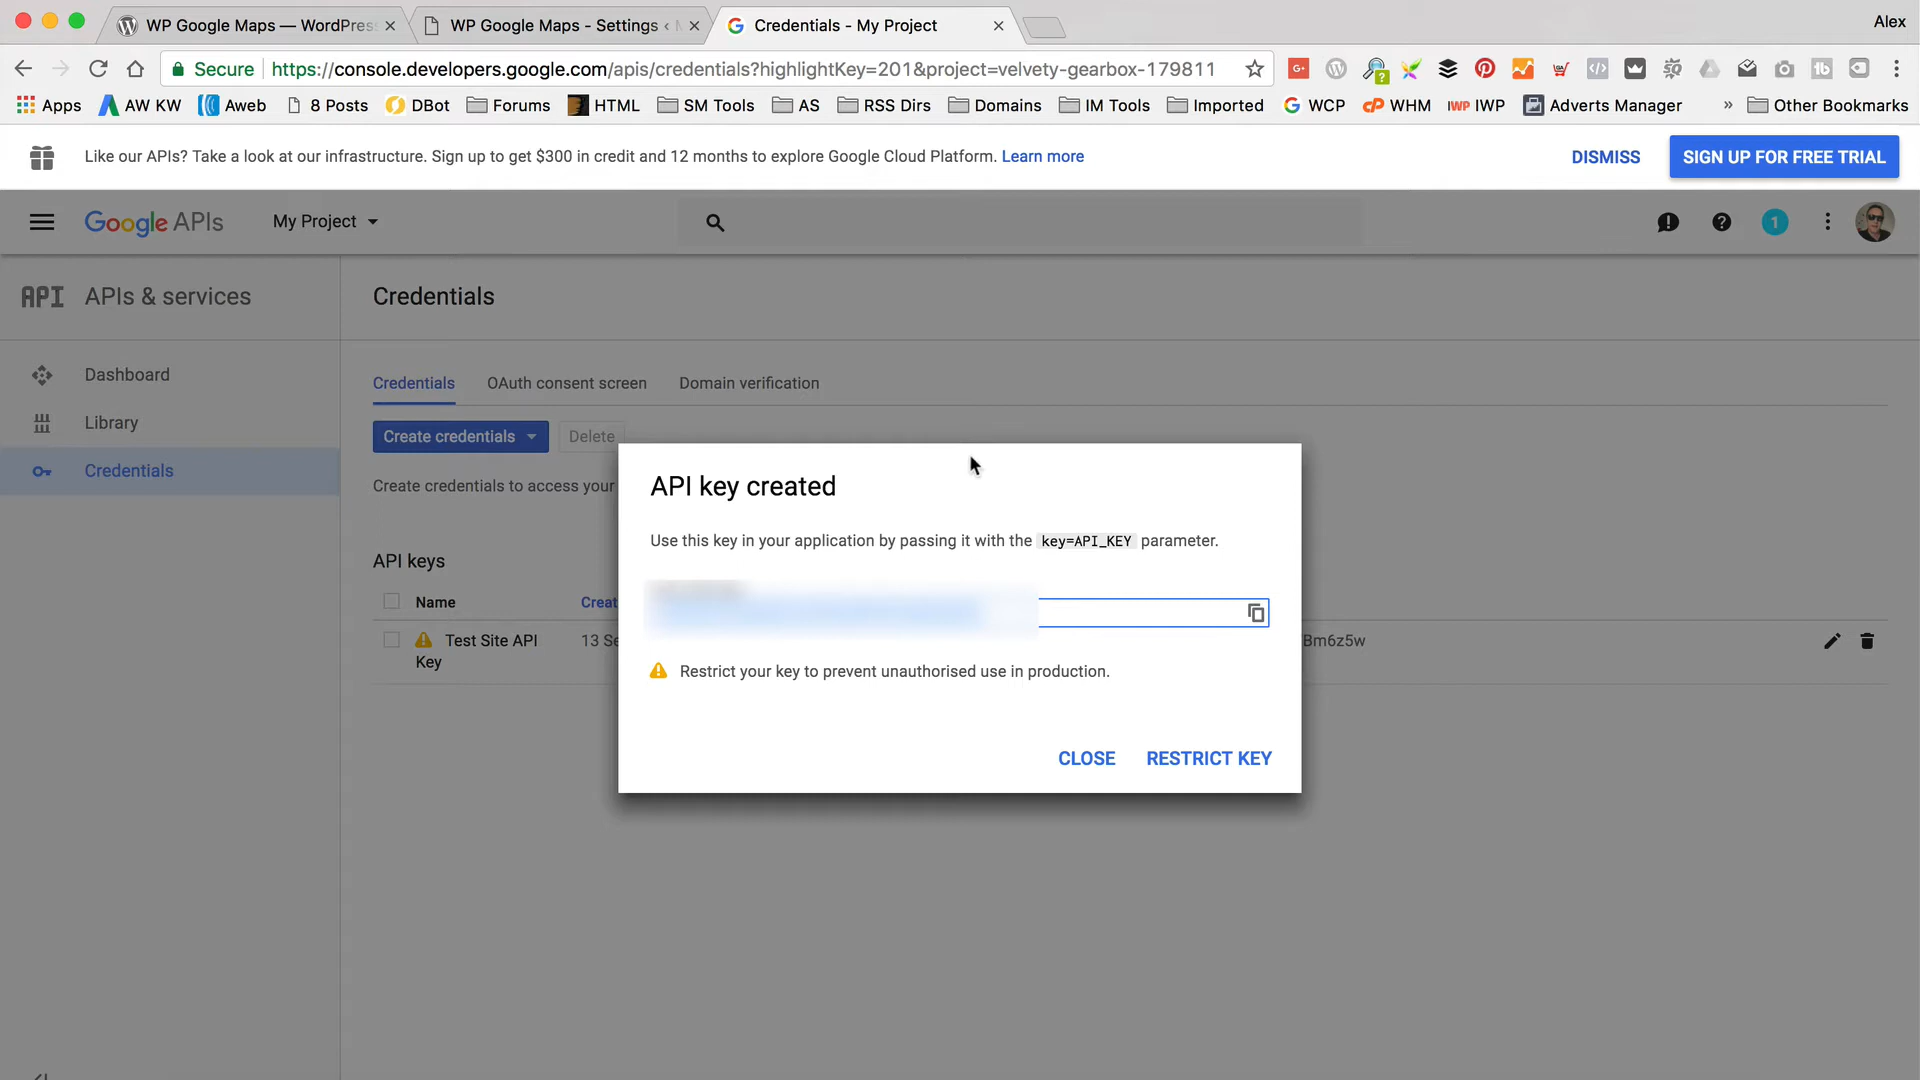 WP Google Maps — WordPres
WP Google Maps - Settings ‹
Credentials - My Project
Alex
Secure
https://console.developers.google.com/apis/credentials?highlightKey=201&project=velvety-gearbox-179811
Apps
AW KW
Aweb
8 Posts
DBot
Forums
HTML
SM Tools
AS
RSS Dirs
Domains
IM Tools
Imported
WCP
WHM
IWP IWP
Adverts Manager
»
Other Bookmarks
Like our APIs? Take a look at our infrastructure. Sign up to get $300 in credit and 12 months to explore Google Cloud Platform. Learn more
DISMISS
SIGN UP FOR FREE TRIAL
Google APIs
My Project
1
API APIs & services
Credentials
Dashboard
Library
Credentials
Credentials
OAuth consent screen
Domain verification
Create credentials
Delete
Create credentials to access your
API keys
Name
Creat
Test Site API
Key
13 Se
Bm6z5w
API key created
Use this key in your application by passing it with the key=API_KEY parameter.
Restrict your key to prevent unauthorised use in production.
CLOSE
RESTRICT KEY